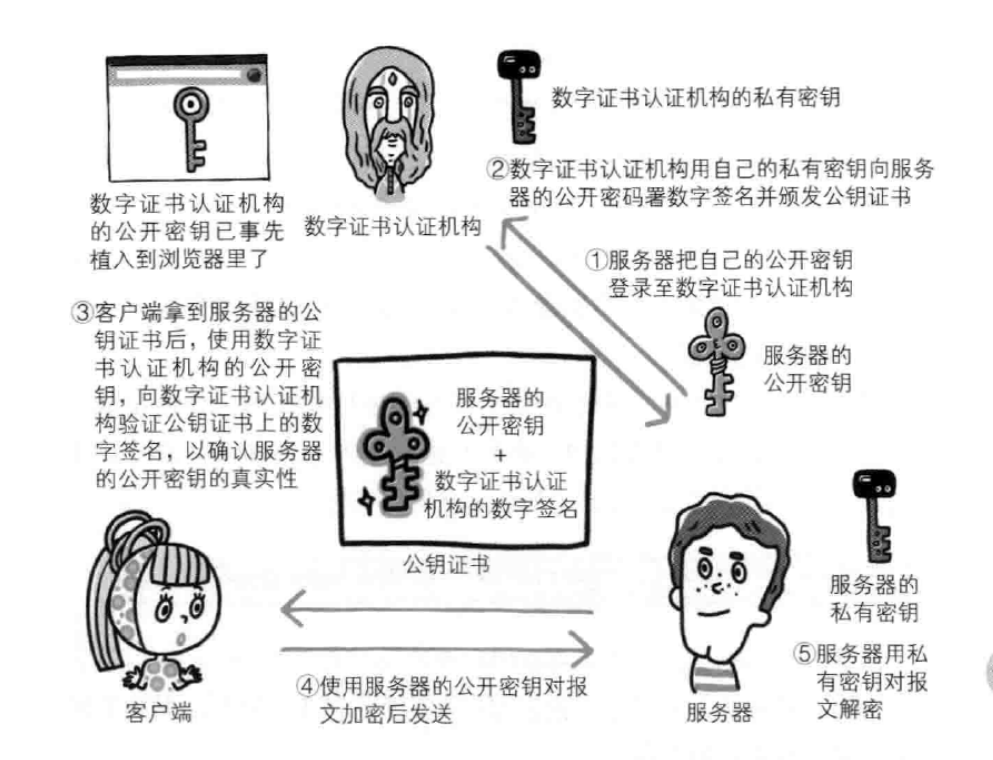 数字证书认证机构的私有密钥
②数字证书认证机构用自己的私有密钥向服务
器的公开密码署数字签名并颁发公钥证书
数字证书认证机构
的公开密钥已事先
植入到浏览器里了
数字证书认证机构
①服务器把自己的公开密钥
登录至数字证书认证机构
服务器的
公开密钥
③客户端拿到服务器的公
钥证书后，使用数字证
书认证机构的公开密
钥，向数字证书认证机
构验证公钥证书上的数
字签名，以确认服务器
的公开密钥的真实性
服务器的
公开密钥
+
数字证书认证
机构的数字签名
公钥证书
服务器的
私有密钥
④使用服务器的公开密钥对报
文加密后发送
⑤服务器用私
有密钥对报
文解密
客户端
服务器